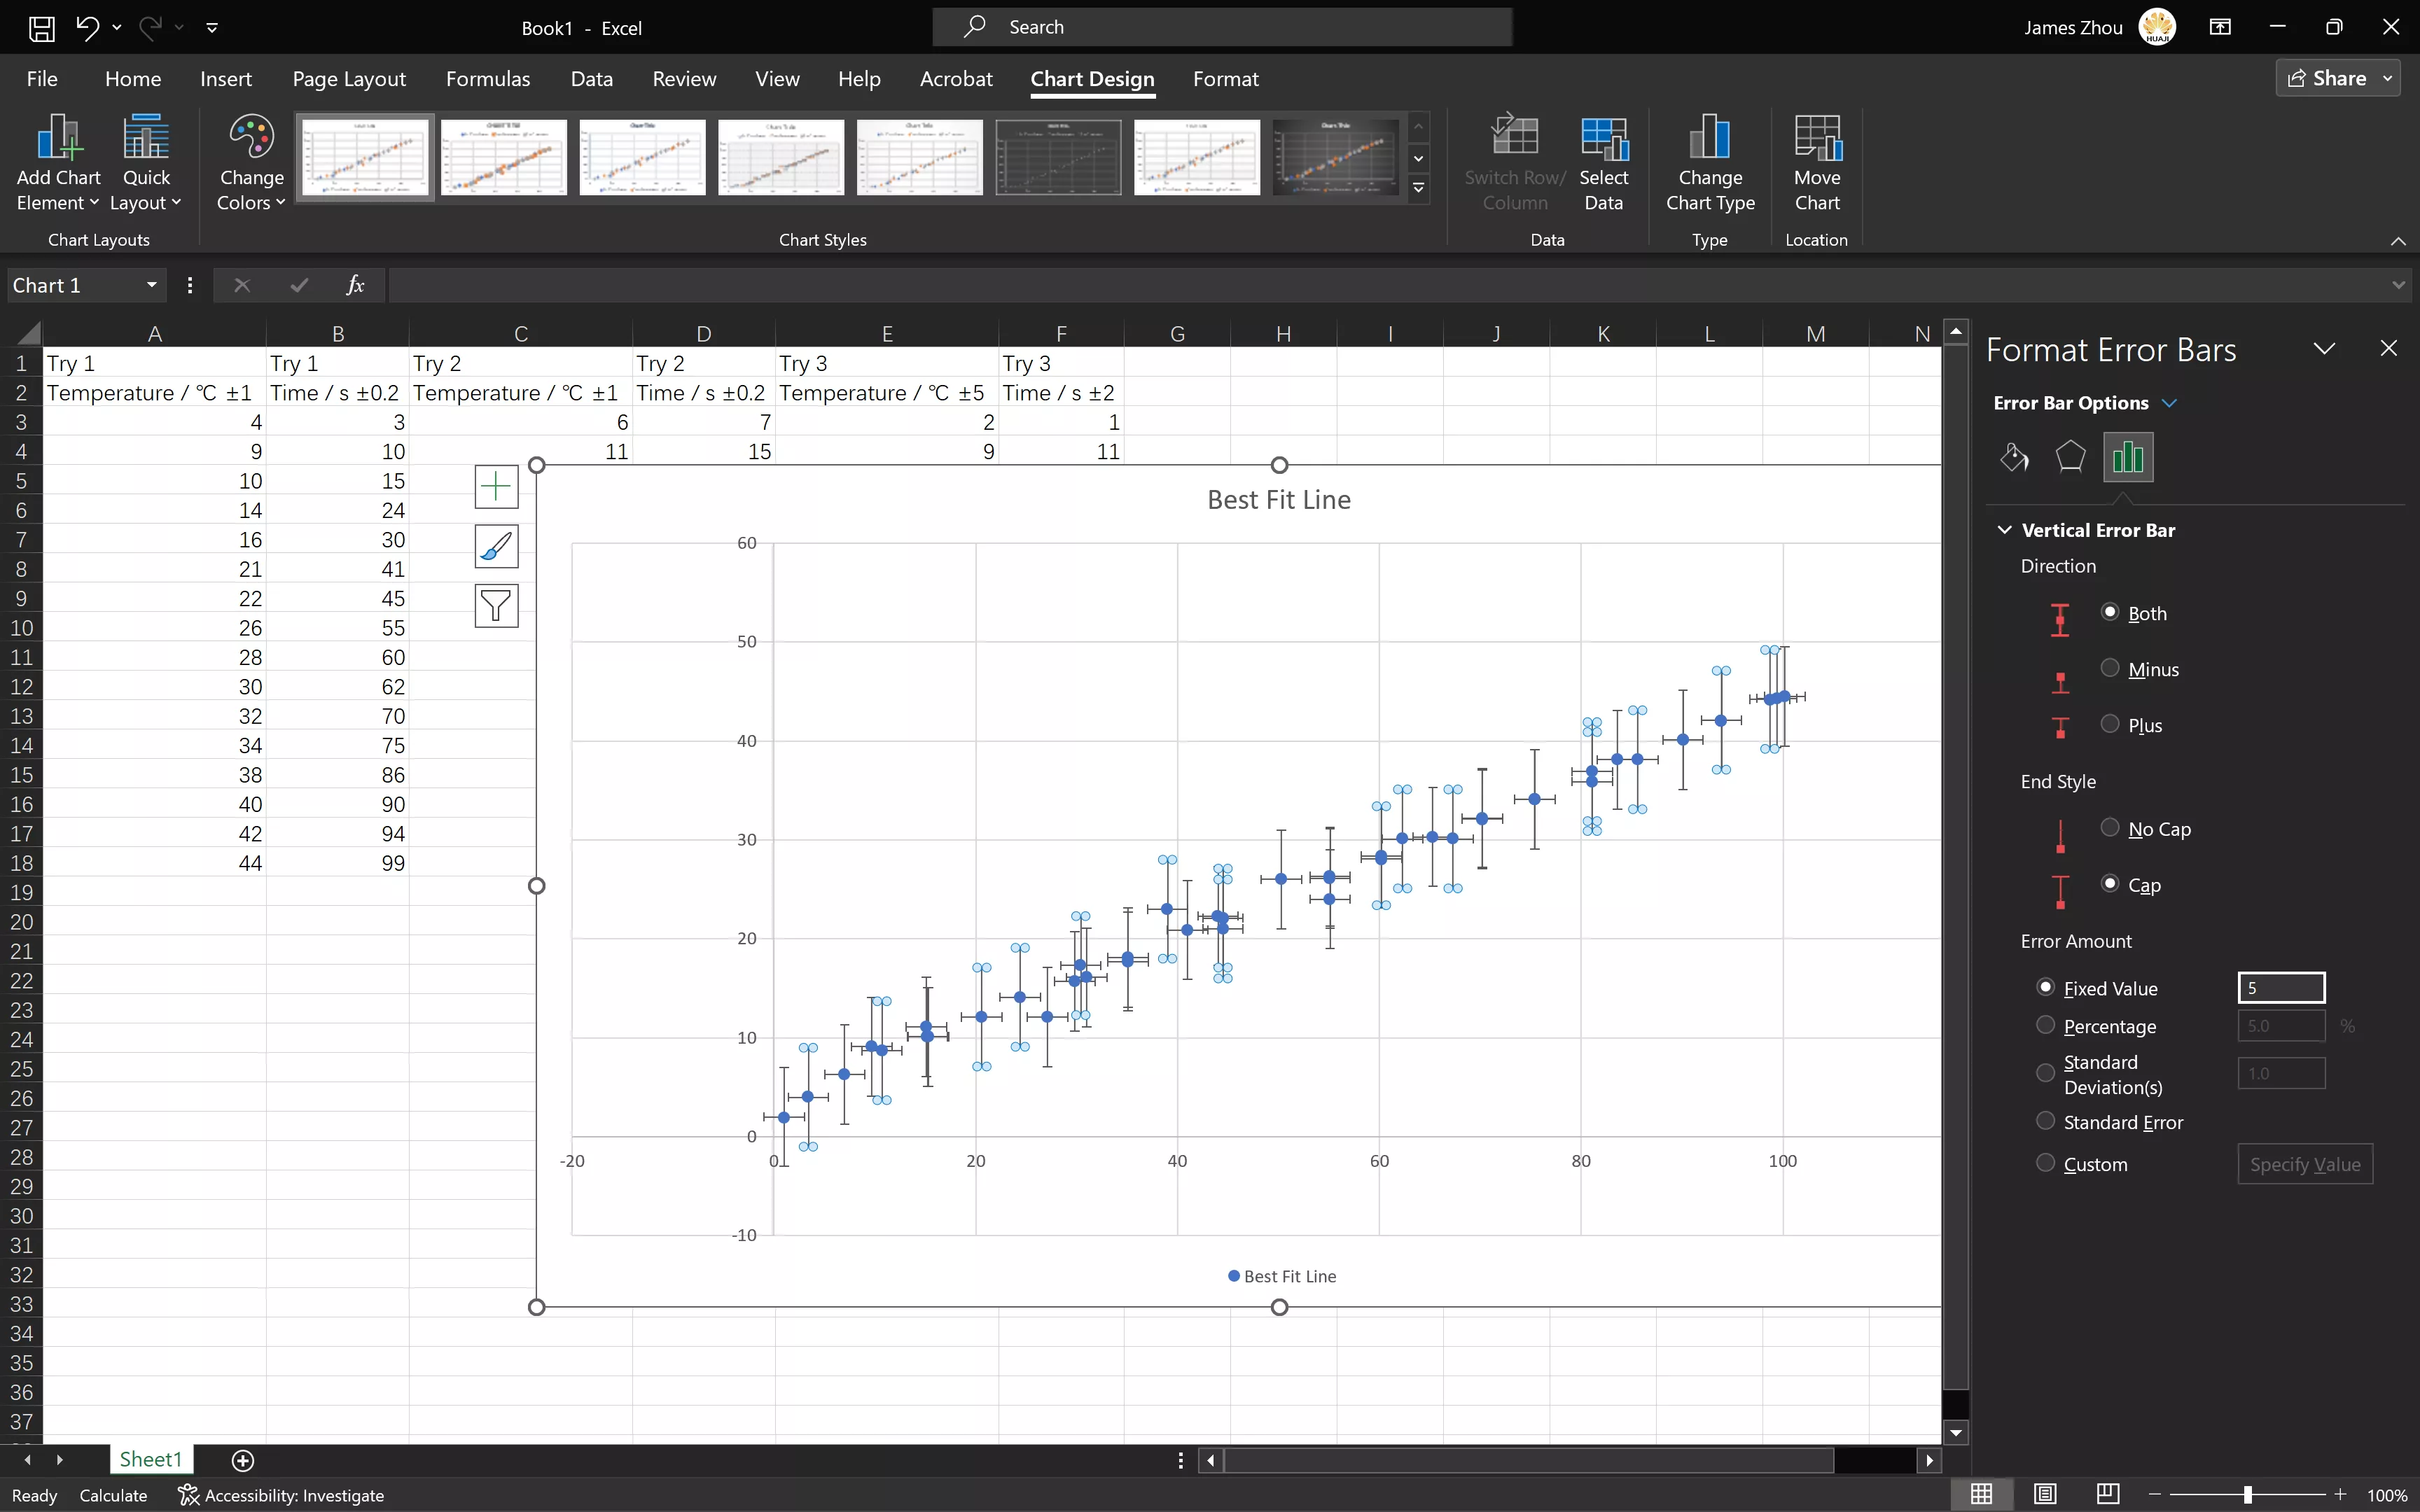 Book1 - Excel
Search
James Zhou
HUAJI
File Home Insert Page Layout Formulas Data Review View Help Acrobat Chart Design Format
Share
Add Chart Element
Quick Layout
Chart Layouts
Change Colors
Chart Styles
Switch Row/ Column
Select Data
Data
Change Chart Type
Type
Move Chart
Location
Chart 1
fx
A B C D E F G H I J K L M N
1 Try 1 Try 1 Try 2 Try 2 Try 3 Try 3
2 Temperature / ℃ ±1 Time / s ±0.2 Temperature / ℃ ±1 Time / s ±0.2 Temperature / ℃ ±5 Time / s ±2
3 4 3 6 7 2 1
4 9 10 11 15 9 11
5 10 15
6 14 24
7 16 30
8 21 41
9 22 45
10 26 55
11 28 60
12 30 62
13 32 70
14 34 75
15 38 86
16 40 90
17 42 94
18 44 99
19
20
21
22
23
24
25
26
27
28
29
30
31
32
33
34
35
36
37
Best Fit Line
60
50
40
30
20
10
0
-10
-20 0 20 40 60 80 100
Best Fit Line
Format Error Bars
Error Bar Options
Vertical Error Bar
Direction
Both
Minus
Plus
End Style
No Cap
Cap
Error Amount
Fixed Value 5
Percentage 5.0 %
Standard Deviation(s) 1.0
Standard Error
Custom Specify Value
Sheet1
Ready Calculate Accessibility: Investigate
100%